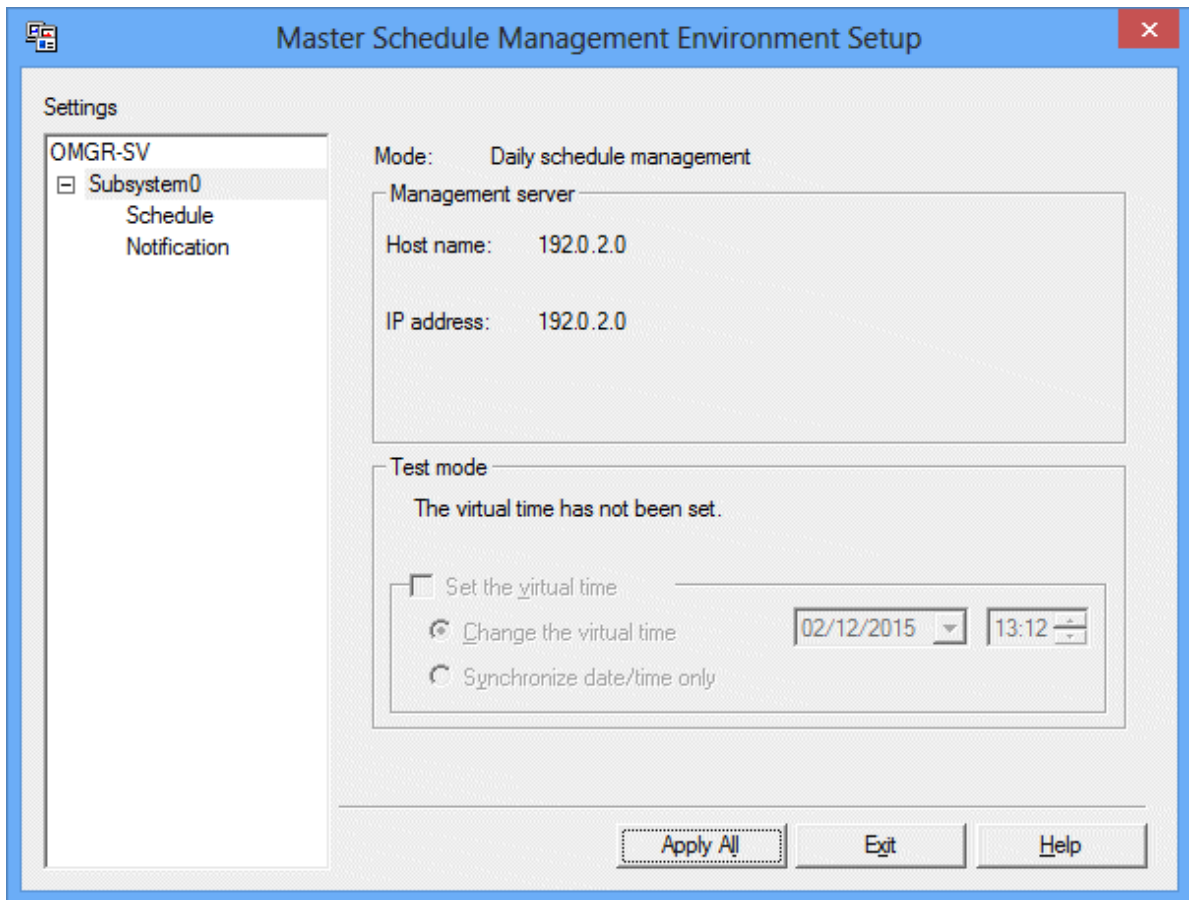 Master Schedule Management Environment Setup
Settings
OMGR-SV
Subsystem0
Schedule
Notification
Mode: Daily schedule management
Management server
Host name: 192.0.2.0
IP address: 192.0.2.0
Test mode
The virtual time has not been set.
Set the virtual time
Change the virtual time 02/12/2015 13:12
Synchronize date/time only
Apply All Exit Help